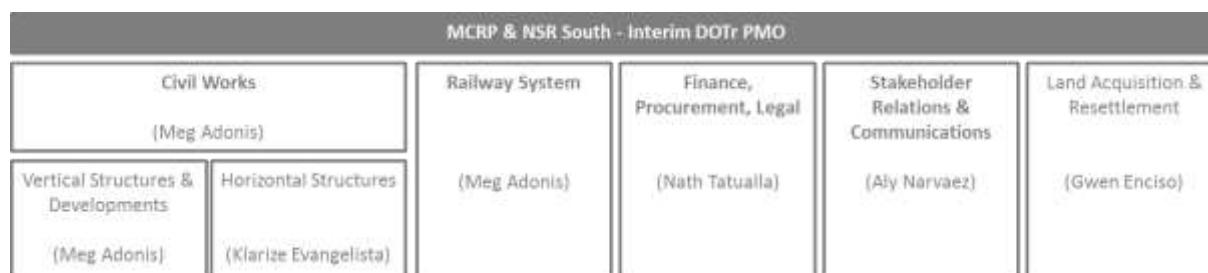 MCRP & NSR South - Interim DOTr PMO
Civil Works
(Meg Adonis)
Vertical Structures &
Developments
(Meg Adonis)
Horizontal Structures
(Klarize Evangelista)
Railway System
(Meg Adonis)
Finance,
Procurement, Legal
(Nath Tatualla)
Stakeholder
Relations &
Communications
(Aly Narvaez)
Land Acquisition &
Resettlement
(Gwen Enciso)